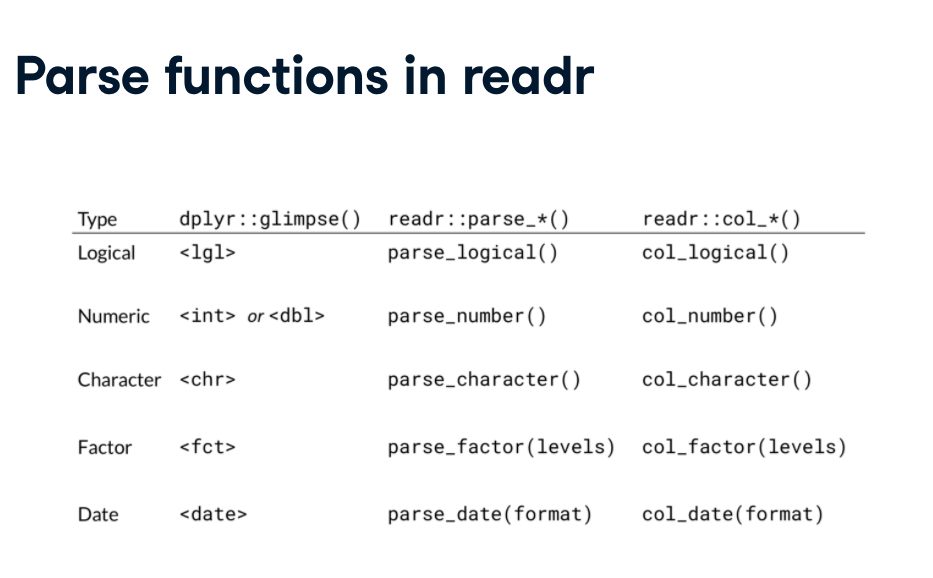 Parse functions in readr
Type dplyr::glimpse() readr::parse_*() readr::col_*()
Logical <lgl> parse_logical() col_logical()
Numeric <int> or <dbl> parse_number() col_number()
Character <chr> parse_character() col_character()
Factor <fct> parse_factor(levels) col_factor(levels)
Date <date> parse_date(format) col_date(format)